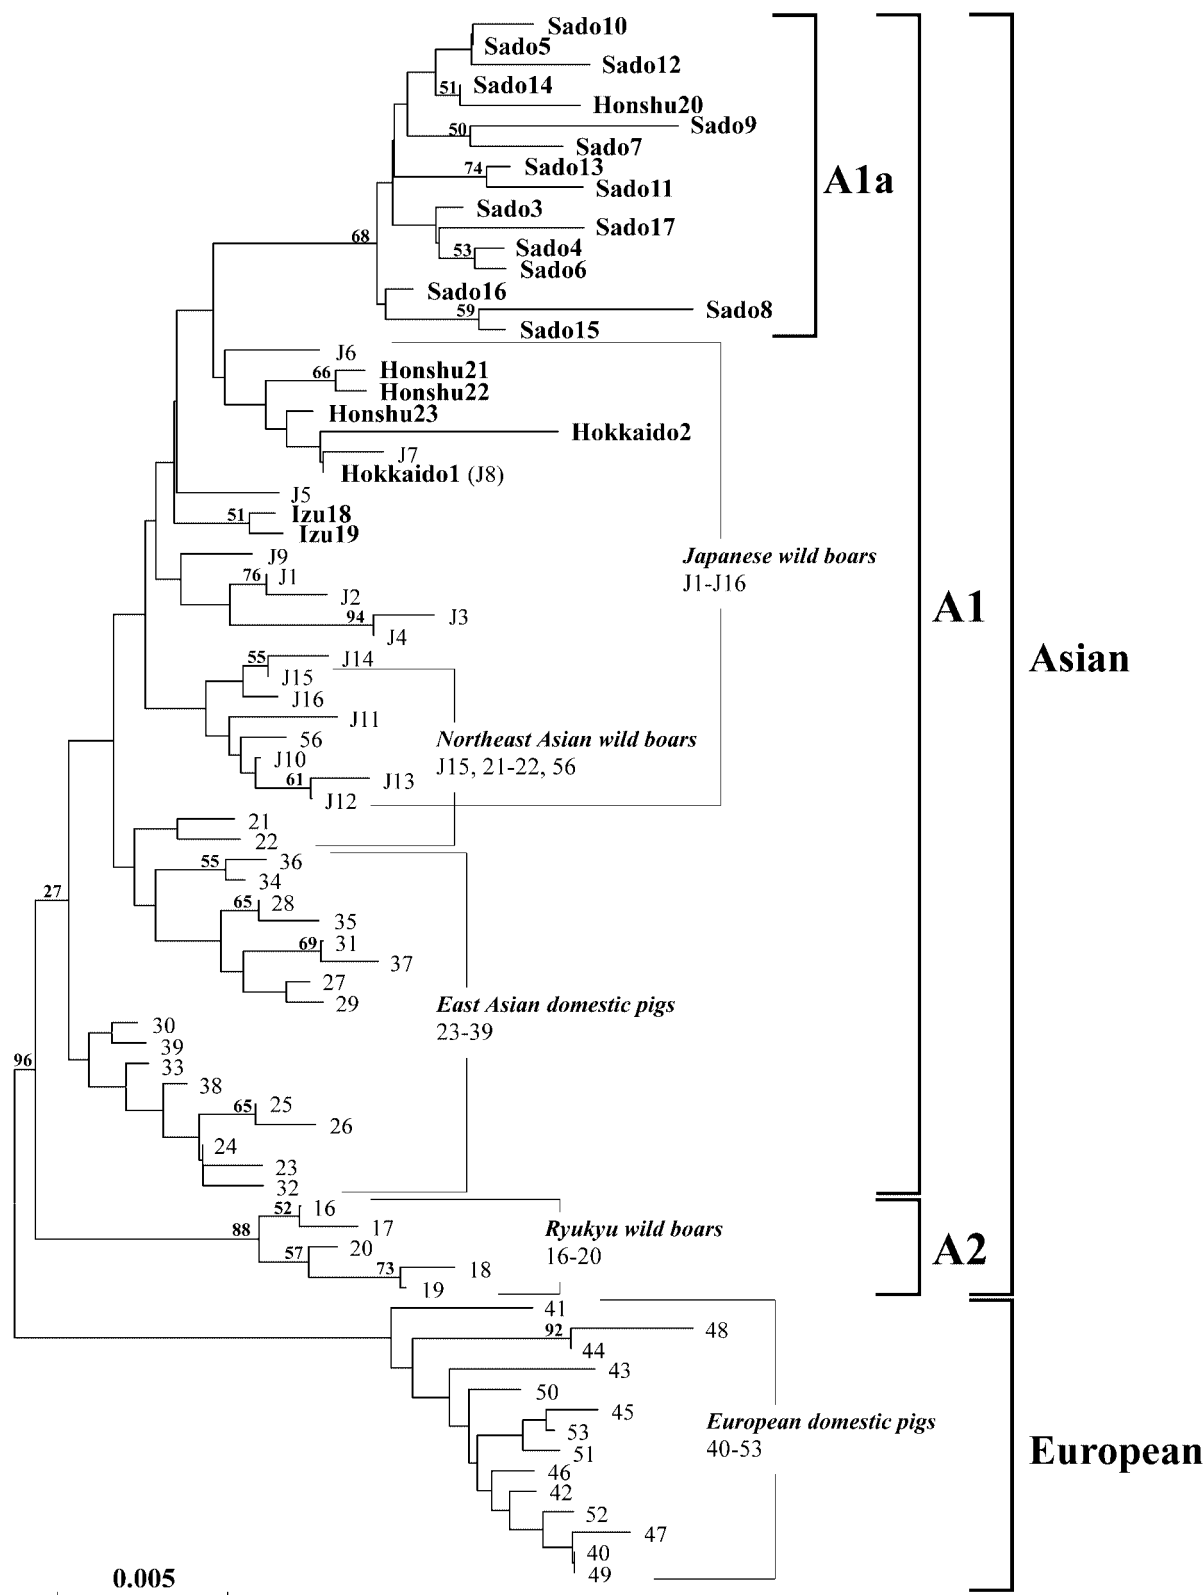 Sado10
Sado5
Sado12
51 Sado14
Honshu20
50 Sado9
Sado7
74 Sado13
Sado11
A1a
Sado3
Sado17
68
53 Sado4
Sado6
Sado16
59 Sado8
Sado15
J6
66 Honshu21
Honshu22
Honshu23
Hokkaido2
J7
Hokkaido1 (J8)
J5
51 Izu18
Izu19
J9
Japanese wild boars
J1-J16
76 J1
J2
94 J3
J4
A1
Asian
55 J14
J15
J16
J11
56
Northeast Asian wild boars
J15, 21-22, 56
J10
61 J13
J12
21
22
55 36
34
27
65 28
35
69 31
37
27
29
East Asian domestic pigs
23-39
30
39
96
33
38
65 25
26
24
23
32
52 16
88 17
Ryukyu wild boars
16-20
A2
57 20
73 18
19
41
92 48
44
43
50
45
European domestic pigs
40-53
53
51
European
46
42
52
47
40
49
0.005